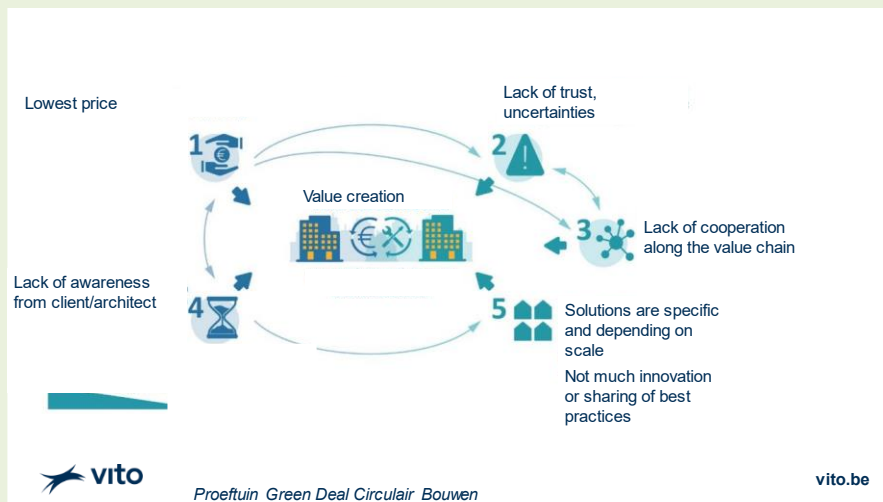 Lowest price
Lack of trust,
uncertainties
1
2
Value creation
3
Lack of cooperation
along the value chain
Lack of awareness
from client/architect
4
5
Solutions are specific
and depending on
scale
Not much innovation
or sharing of best
practices
vito
Proeftuin Green Deal Circulair Bouwen
vito.be